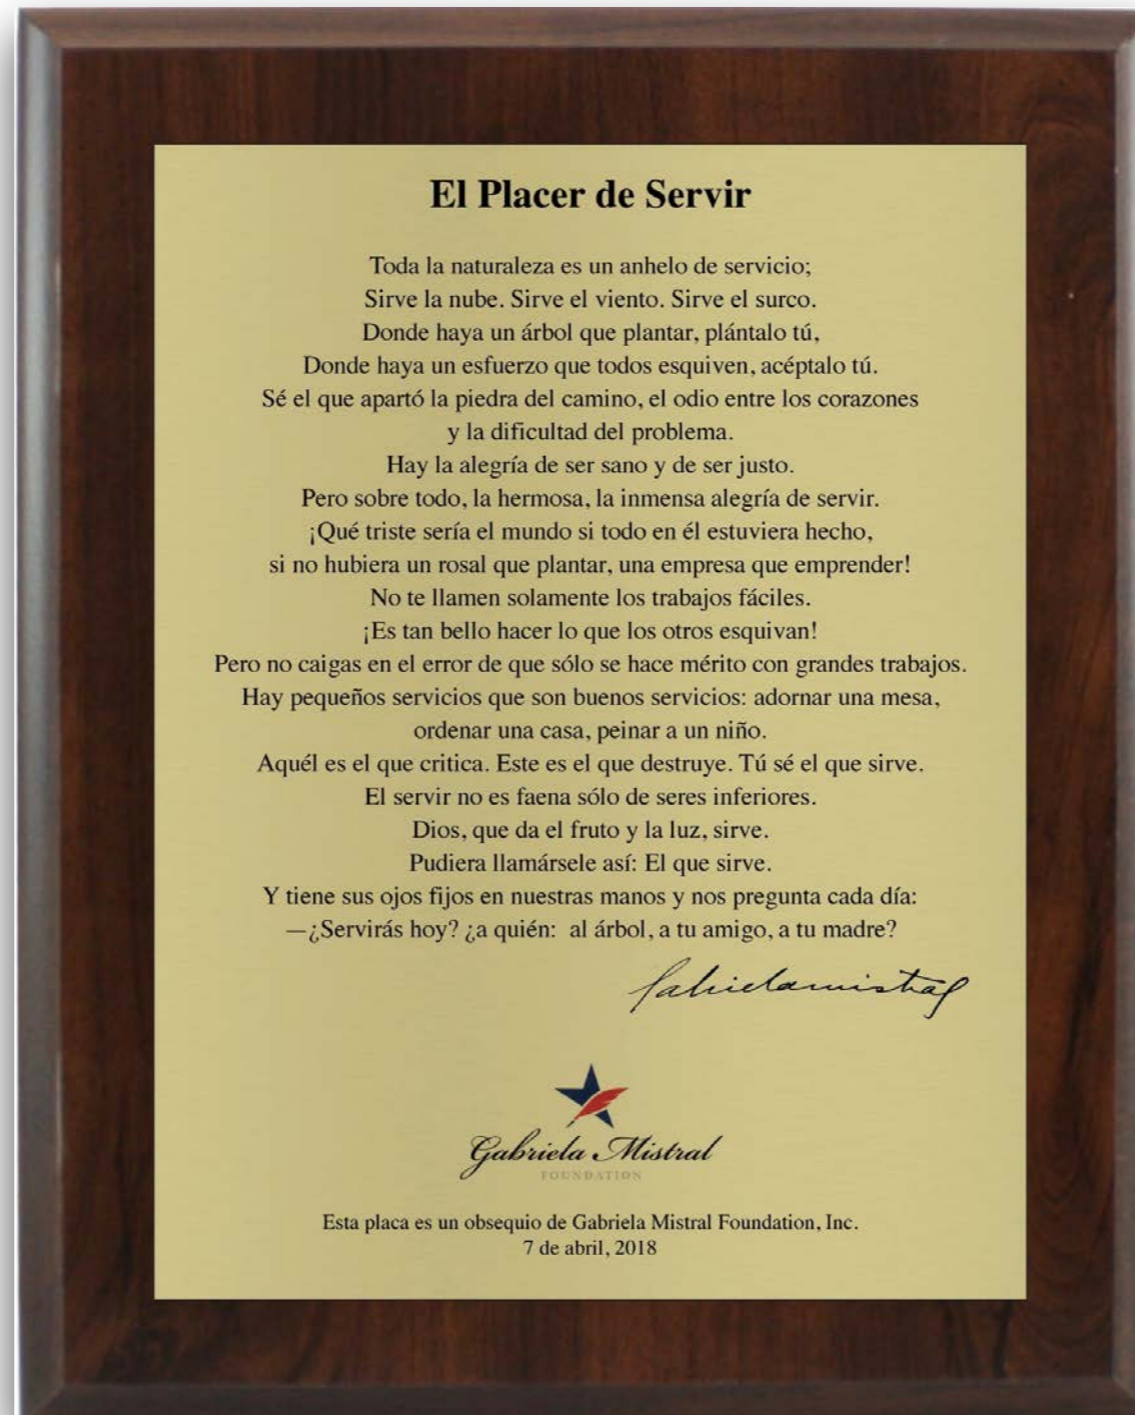 El Placer de Servir
Toda la naturaleza es un anhelo de servicio;
Sirve la nube. Sirve el viento. Sirve el surco.
Donde haya un árbol que plantar, plántalo tú,
Donde haya un esfuerzo que todos esquiven, acéptalo tú.
Sé el que apartó la piedra del camino, el odio entre los corazones
y la dificultad del problema.
Hay la alegría de ser sano y de ser justo.
Pero sobre todo, la hermosa, la inmensa alegría de servir.
¡Qué triste sería el mundo si todo en él estuviera hecho,
si no hubiera un rosal que plantar, una empresa que emprender!
No te llamen solamente los trabajos fáciles.
¡Es tan bello hacer lo que los otros esquivan!
Pero no caigas en el error de que sólo se hace mérito con grandes trabajos.
Hay pequeños servicios que son buenos servicios: adornar una mesa,
ordenar una casa, peinar a un niño.
Aquél es el que critica. Este es el que destruye. Tú sé el que sirve.
El servir no es faena sólo de seres inferiores.
Dios, que da el fruto y la luz, sirve.
Pudiera llamársele así: El que sirve.
Y tiene sus ojos fijos en nuestras manos y nos pregunta cada día:
—¿Servirás hoy? ¿a quién:  al árbol, a tu amigo, a tu madre?
Gabrielamistral
Gabriela Mistral
FOUNDATION
Esta placa es un obsequio de Gabriela Mistral Foundation, Inc.
7 de abril, 2018